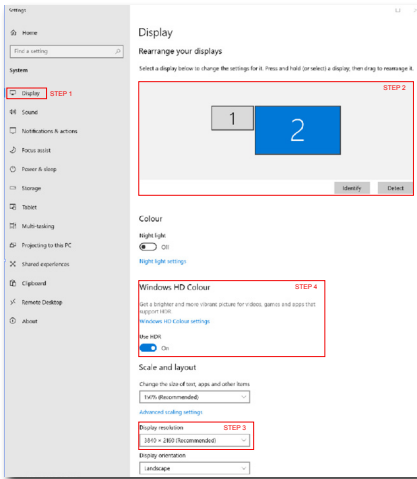 Settings
Home
Find a setting
System
Display STEP 1
Sound
Notifications & actions
Focus assist
Power & sleep
Storage
Tablet
Multi-tasking
Projecting to this PC
Shared experiences
Clipboard
Remote Desktop
About
Display
Rearrange your displays
Select a display below to change the settings for it. Press and hold (or select) a display, then drag to rearrange it.
STEP 2
1 2
Identify Detect
Colour
Night light
Off
Night light settings
Windows HD Colour STEP 4
Get a brighter and more vibrant picture for videos, games and apps that
support HDR.
Windows HD Colour settings
Use HDR
On
Scale and layout
Change the size of text, apps and other items
150% (Recommended)
Advanced scaling settings
Display resolution STEP 3
3840 × 2160 (Recommended)
Display orientation
Landscape